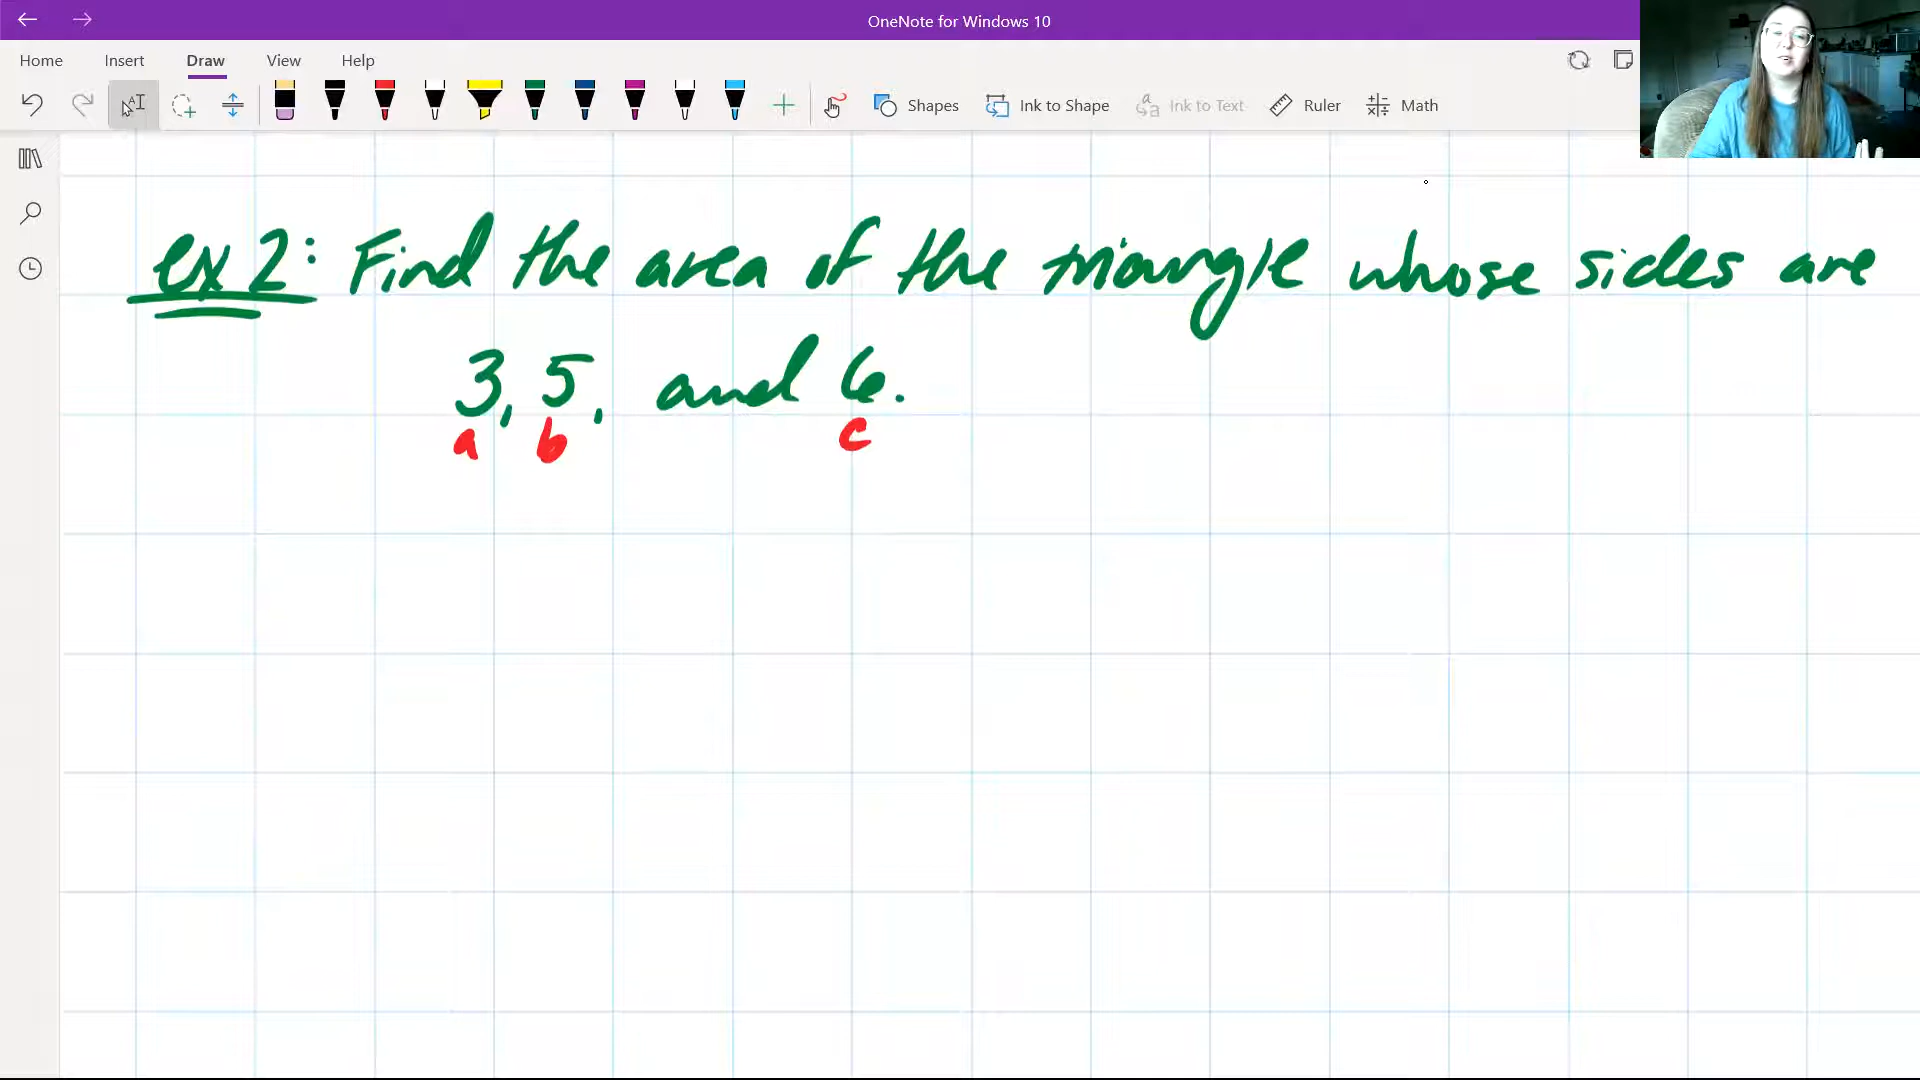 OneNote for Windows 10
Home Insert Draw View Help
Shapes Ink to Shape Ink to Text Ruler Math
ex 2: Find the area of the triangle whose sides are
3, 5, and 6.
a b c